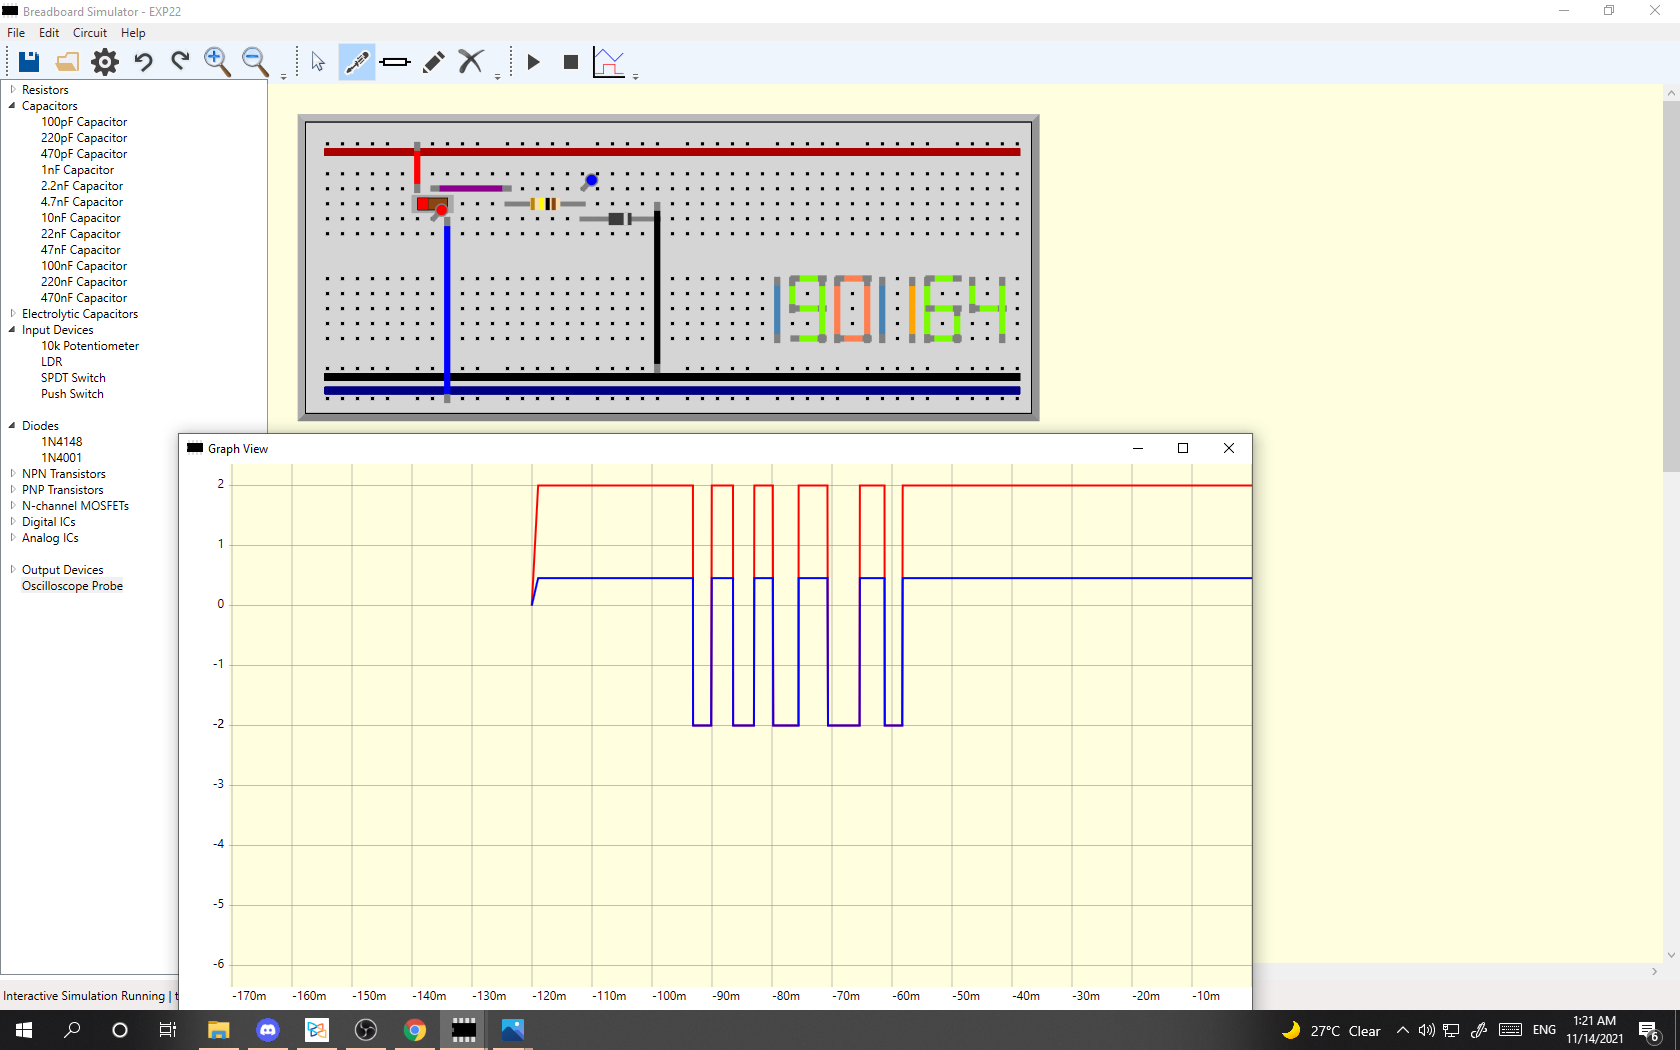 Breadboard Simulator - EXP22
File Edit Circuit Help
Resistors
Capacitors
100pF Capacitor
220pF Capacitor
470pF Capacitor
1nF Capacitor
2.2nF Capacitor
4.7nF Capacitor
10nF Capacitor
22nF Capacitor
47nF Capacitor
100nF Capacitor
220nF Capacitor
470nF Capacitor
Electrolytic Capacitors
Input Devices
10k Potentiometer
LDR
SPDT Switch
Push Switch
Diodes
1N4148
1N4001
NPN Transistors
PNP Transistors
N-channel MOSFETs
Digital ICs
Analog ICs
Output Devices
Oscilloscope Probe
1901164
Graph View
2
1
0
-1
-2
-3
-4
-5
-6
-170m -160m -150m -140m -130m -120m -110m -100m -90m -80m -70m -60m -50m -40m -30m -20m -10m
Interactive Simulation Running | t
27°C Clear
ENG
1:21 AM
11/14/2021
6